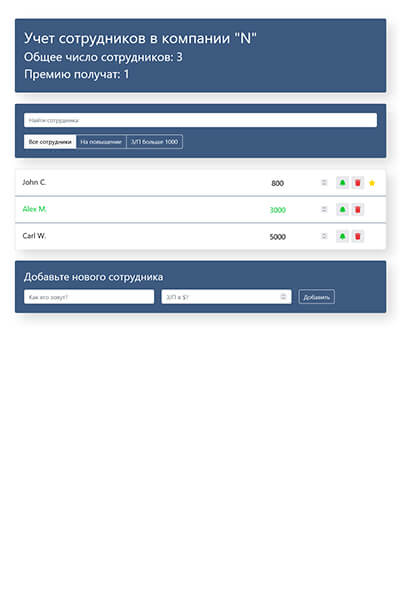 Учет сотрудников в компании "N"
Общее число сотрудников: 3
Премию получат: 1
Найти сотрудника
Все сотрудники На повышение З/П больше 1000
John C. 800
Alex M. 3000
Carl W. 5000
Добавьте нового сотрудника
Как его зовут? З/П в $? Добавить